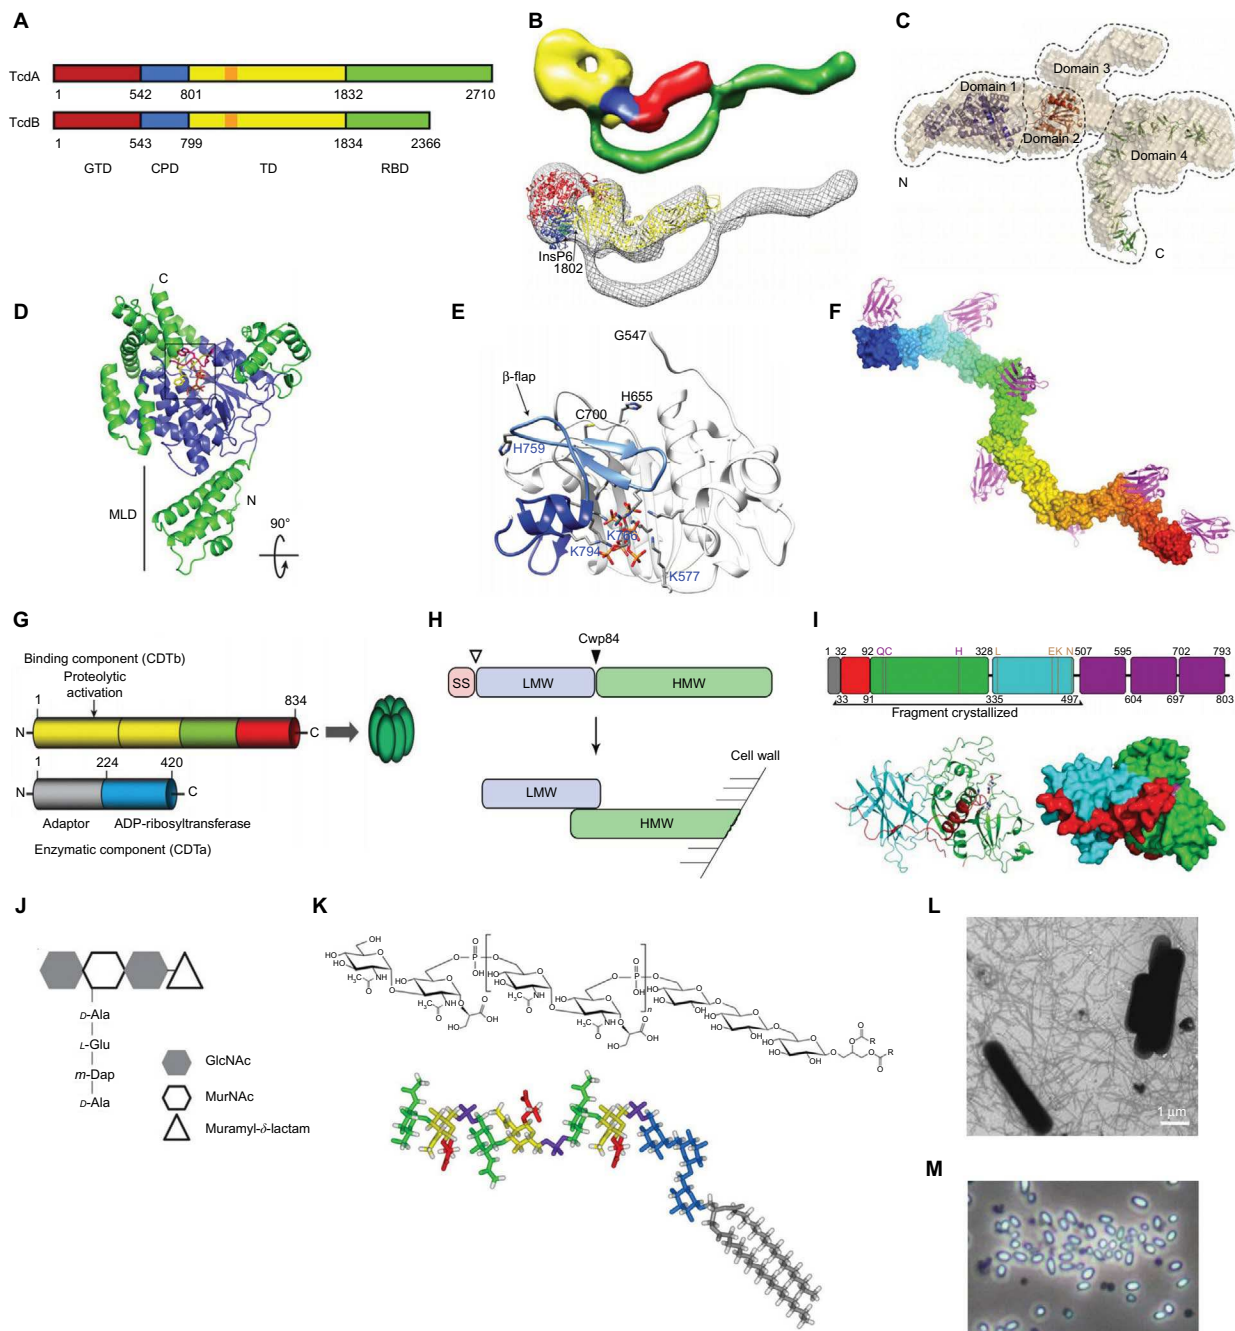 A
TcdA
1 542 801 1832 2710
TcdB
1 543 799 1834 2366
GTD CPD TD RBD
B
InsP6
1802
C
Domain 3
Domain 1
Domain 2
Domain 4
N
C
D
C
MLD
N
90°
E
G547
β-flap
H655
C700
H759
K794
K577
F
G
Binding component (CDTb)
Proteolytic
activation
1 834
N C
1 224 420
N C
Adaptor ADP-ribosyltransferase
Enzymatic component (CDTa)
H
Cwp84
SS LMW HMW
Cell wall
LMW
HMW
I
1 32 92 QC H 328 L EK N 507 595 702 793
33 91 335 497 604 697 803
Fragment crystallized
J
D-Ala
L-Glu
m-Dap
D-Ala
GlcNAc
MurNAc
Muramyl-δ-lactam
K
L
1 µm
M